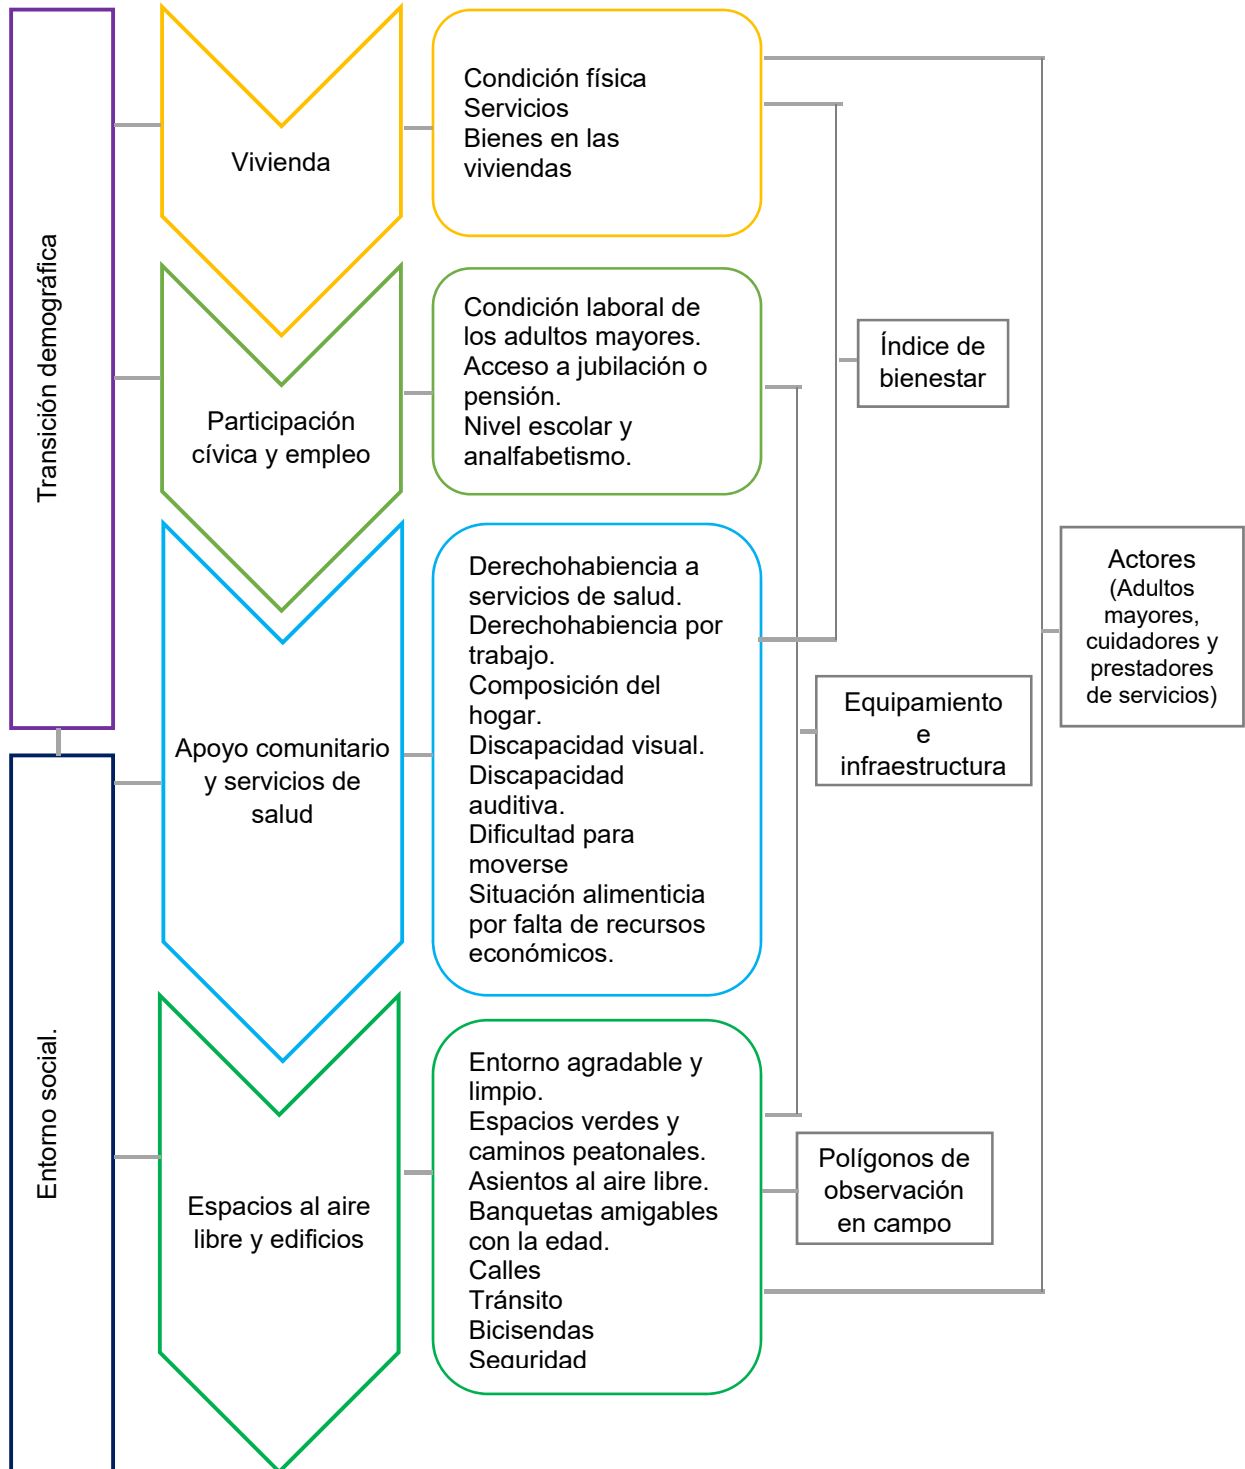 Transición demográfica
Vivienda
Condición física
Servicios
Bienes en las
viviendas
Participación
cívica y empleo
Condición laboral de
los adultos mayores.
Acceso a jubilación o
pensión.
Nivel escolar y
analfabetismo.
Índice de
bienestar
Entorno social.
Apoyo comunitario
y servicios de
salud
Derechohabiencia a
servicios de salud.
Derechohabiencia por
trabajo.
Composición del
hogar.
Discapacidad visual.
Discapacidad
auditiva.
Dificultad para
moverse
Situación alimenticia
por falta de recursos
económicos.
Equipamiento
e
infraestructura
Actores
(Adultos
mayores,
cuidadores y
prestadores
de servicios)
Espacios al aire
libre y edificios
Entorno agradable y
limpio.
Espacios verdes y
caminos peatonales.
Asientos al aire libre.
Banquetas amigables
con la edad.
Calles
Tránsito
Bicisendas
Seguridad
Polígonos de
observación
en campo